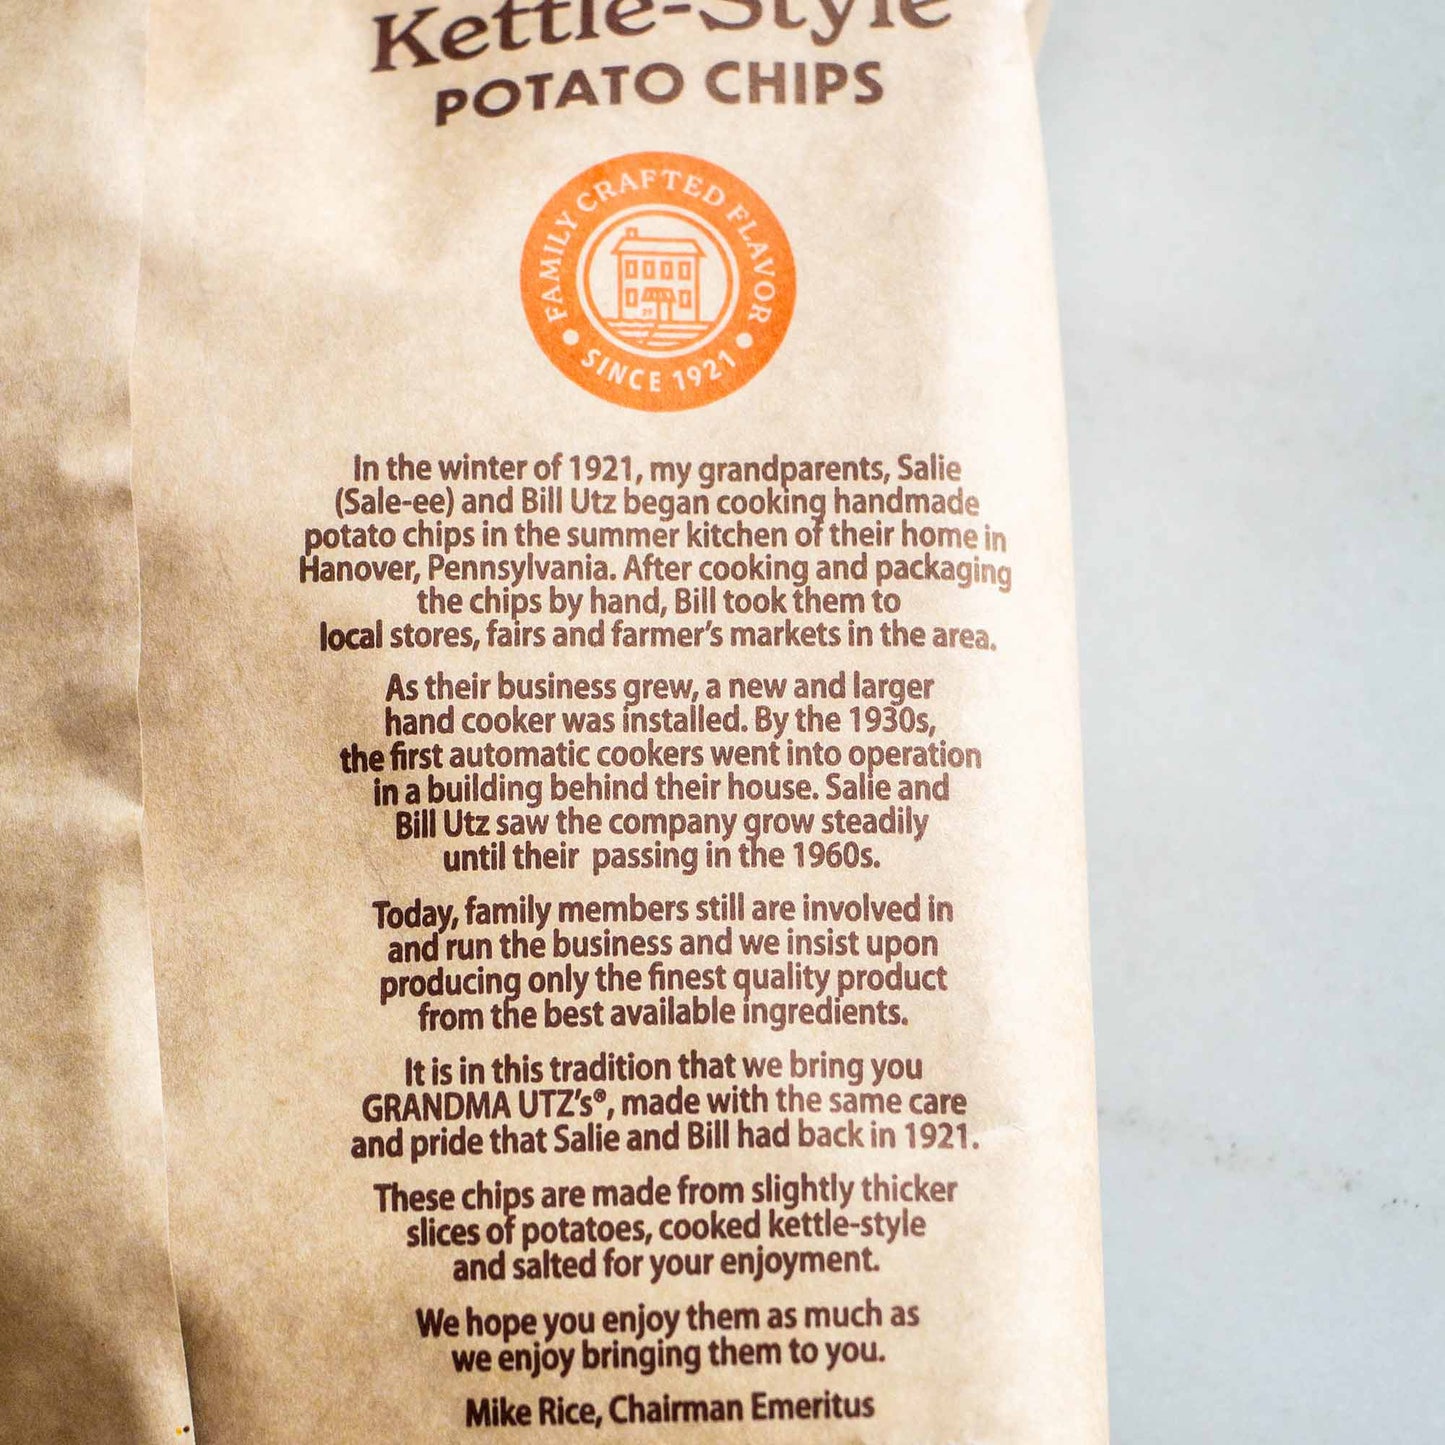 Kettle-Style
POTATO CHIPS
FAMILY CRAFTED FLAVOR
SINCE 1921
In the winter of 1921, my grandparents, Salie
(Sale-ee) and Bill Utz began cooking handmade
potato chips in the summer kitchen of their home in
Hanover, Pennsylvania. After cooking and packaging
the chips by hand, Bill took them to
local stores, fairs and farmer's markets in the area.
As their business grew, a new and larger
hand cooker was installed. By the 1930s,
the first automatic cookers went into operation
in a building behind their house. Salie and
Bill Utz saw the company grow steadily
until their passing in the 1960s.
Today, family members still are involved in
and run the business and we insist upon
producing only the finest quality product
from the best available ingredients.
It is in this tradition that we bring you
GRANDMA UTZ's®, made with the same care
and pride that Salie and Bill had back in 1921.
These chips are made from slightly thicker
slices of potatoes, cooked kettle-style
and salted for your enjoyment.
We hope you enjoy them as much as
we enjoy bringing them to you.
Mike Rice, Chairman Emeritus